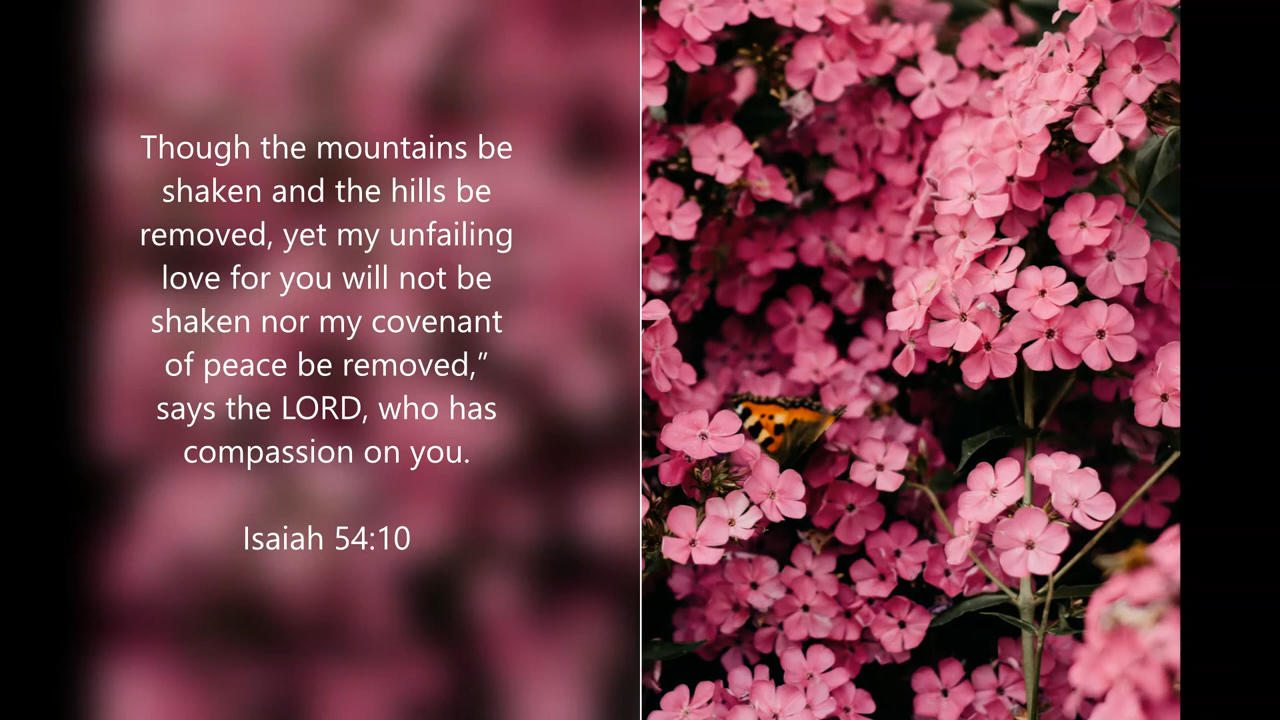 Though the mountains be
shaken and the hills be
removed, yet my unfailing
love for you will not be
shaken nor my covenant
of peace be removed,”
says the LORD, who has
compassion on you.
Isaiah 54:10